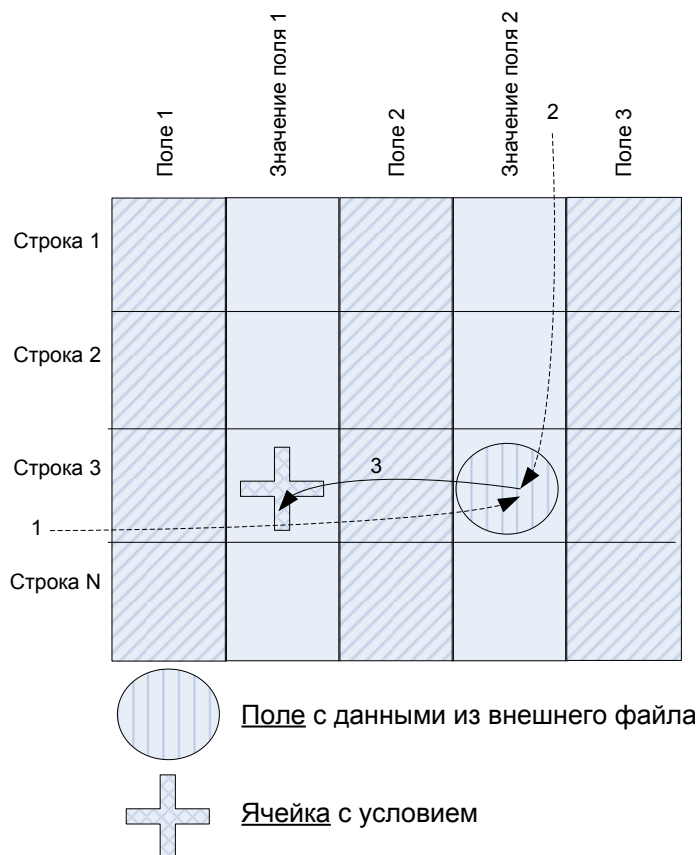 Поле 1
Значение поля 1
Поле 2
Значение поля 2
2
Поле 3
Строка 1
Строка 2
Строка 3
3
1
Строка N
Поле с данными из внешнего файла
Ячейка с условием